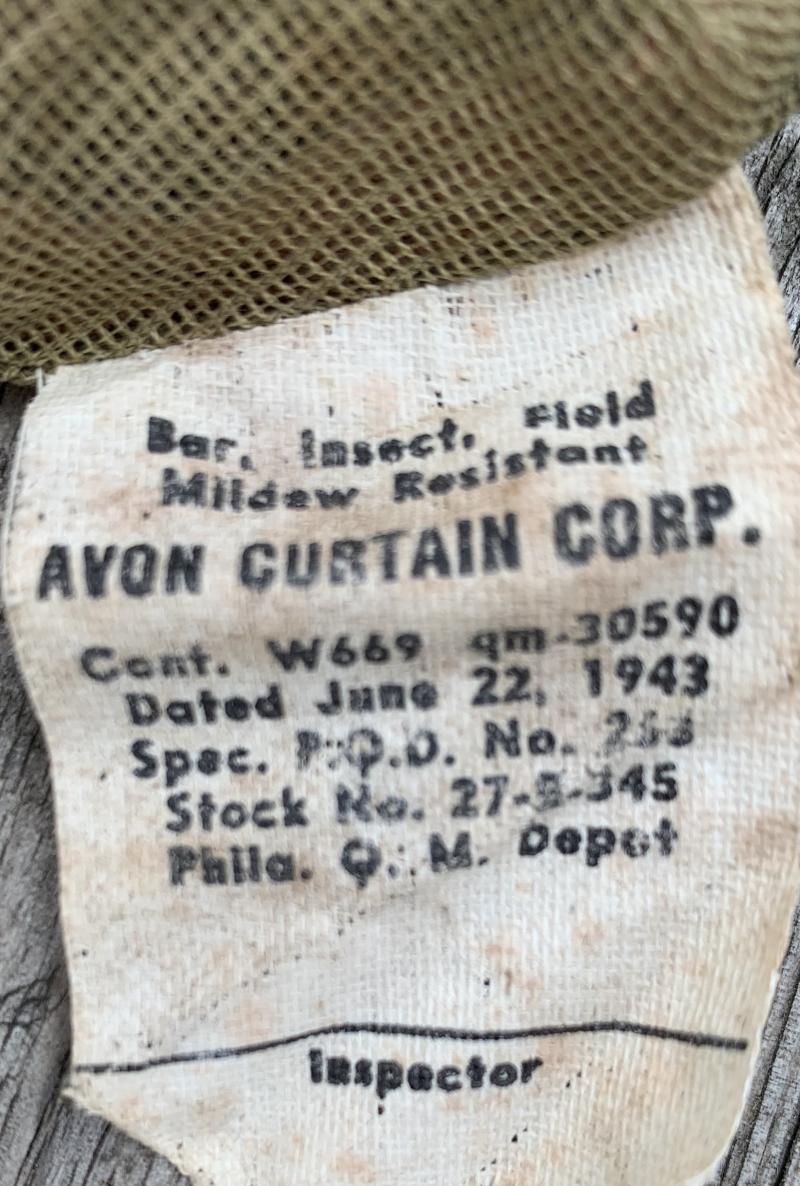 Bar, Insect, Field
Mildew Resistant
AVON CURTAIN CORP.
Cont. W669 qm-30590
Dated June 22, 1943
Spec. P.Q.D. No.
Stock No.
Phila. Q. M. Depot
Inspector